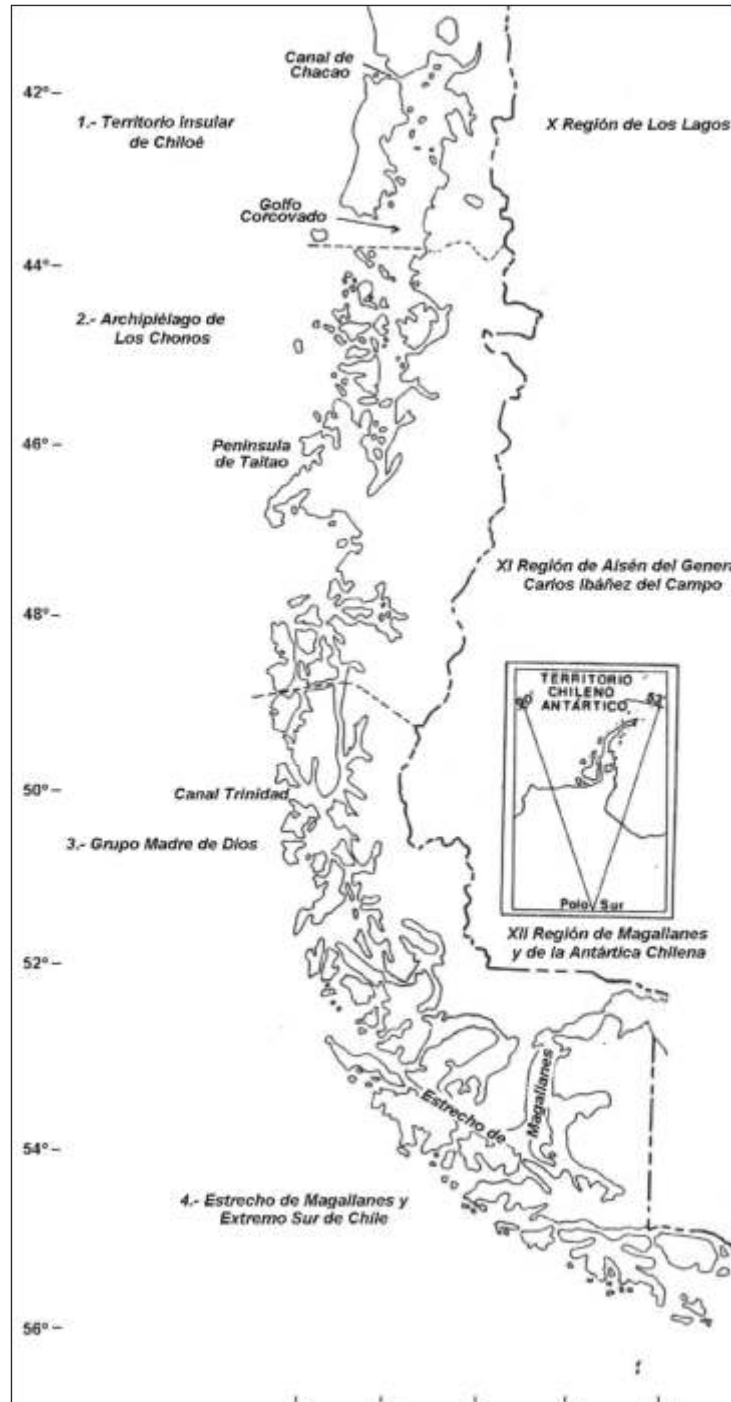 Canal de
Chacao
42°
1.- Territorio Insular
de Chiloé
X Región de Los Lagos
Golfo
Corcovado
44°
2.- Archipiélago de
Los Chonos
46°
Peninsula
de Taitao
XI Región de Aisén del Genera
Carlos Ibáñez del Campo
48°
TERRITORIO
CHILENO
ANTÁRTICO
90°
53°
50°
Canal Trinidad
3.- Grupo Madre de Dios
Polo Sur
XII Región de Magallanes
y de la Antártica Chilena
52°
Estrecho de
Magallanes
54°
4.- Estrecho de Magallanes y
Extremo Sur de Chile
56°